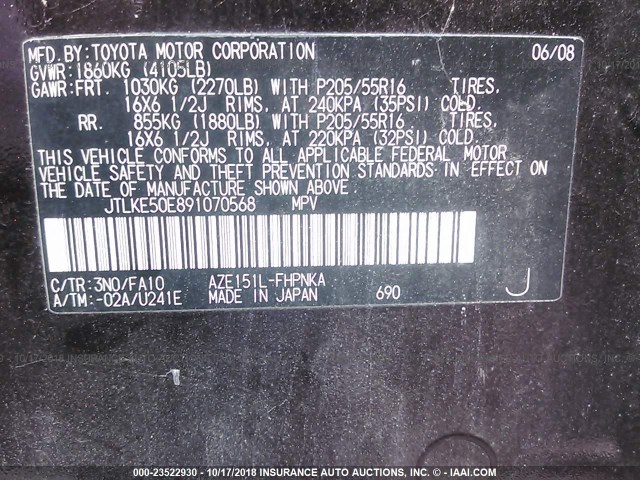 MFD.BY:TOYOTA MOTOR CORPORATION 06/08
GVWR:1860KG (4105LB)
GAWR:FRT. 1030KG (2270LB) WITH P205/55R16 TIRES,
16X6 1/2J RIMS, AT 240KPA (35PSI) COLD.
RR. 855KG (1880LB) WITH P205/55R16 TIRES,
16X6 1/2J RIMS, AT 220KPA (32PSI) COLD.
THIS VEHICLE CONFORMS TO ALL APPLICABLE FEDERAL MOTOR
VEHICLE SAFETY AND THEFT PREVENTION STANDARDS IN EFFECT ON
THE DATE OF MANUFACTURE SHOWN ABOVE.
JTLKE50E891070568 MPV
C/TR:3N0/FA10 AZE151L-FHPNKA
A/TM:-02A/U241E MADE IN JAPAN 690 J
000-23522930 - 10/17/2018 - INSURANCE AUTO AUCTIONS, INC. - IAAI.COM